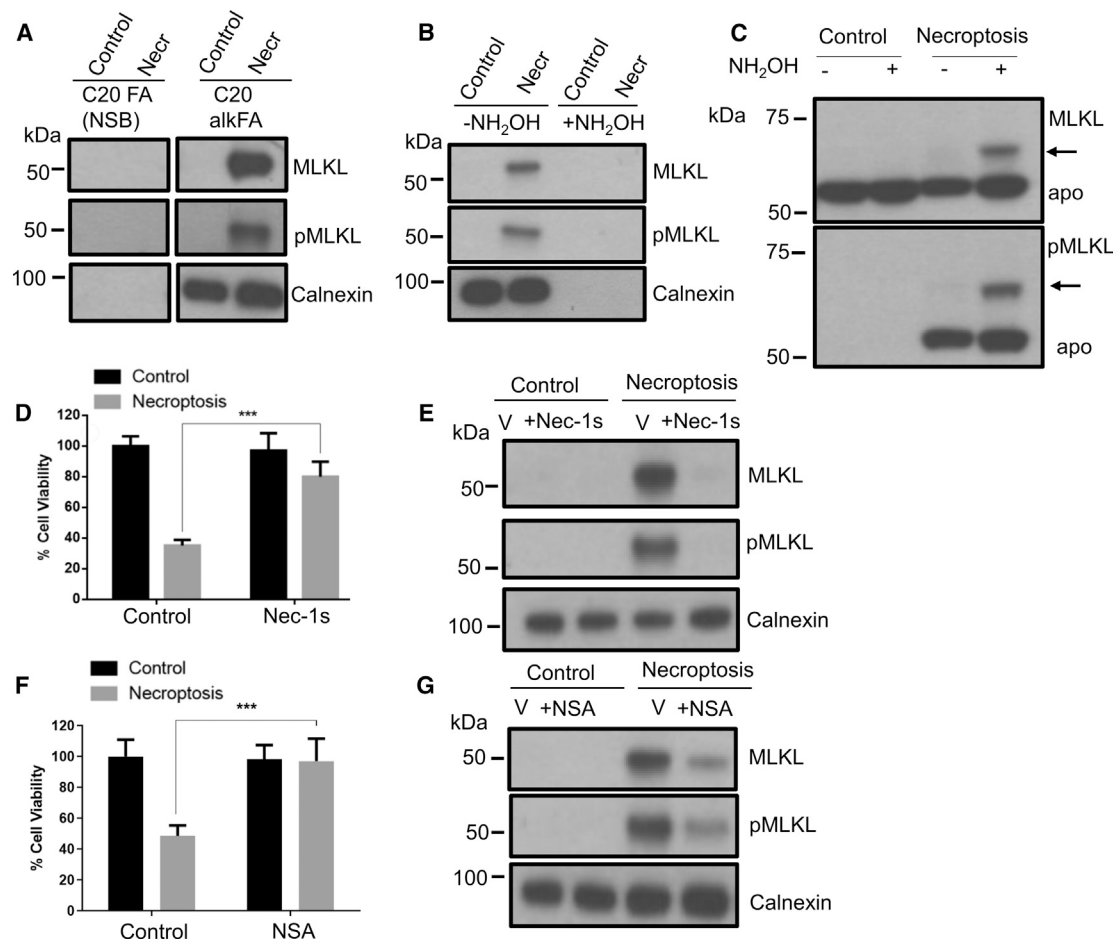 A
Control
Necr
Control
Necr
C20 FA
(NSB)
C20
alkFA
kDa
50
MLKL
50
pMLKL
100
Calnexin
B
Control
Necr
Control
Necr
-NH₂OH
+NH₂OH
kDa
50
MLKL
50
pMLKL
100
Calnexin
C
Control
Necroptosis
NH₂OH
- + - +
kDa
75
MLKL
apo
50
75
pMLKL
apo
50
D
Control
Necroptosis
***
120
100
80
60
40
20
0
% Cell Viability
Control
Nec-1s
E
Control
Necroptosis
V +Nec-1s V +Nec-1s
kDa
50
MLKL
50
pMLKL
100
Calnexin
F
Control
Necroptosis
***
120
100
80
60
40
20
0
% Cell Viability
Control
NSA
G
Control
Necroptosis
V +NSA V +NSA
kDa
50
MLKL
50
pMLKL
100
Calnexin